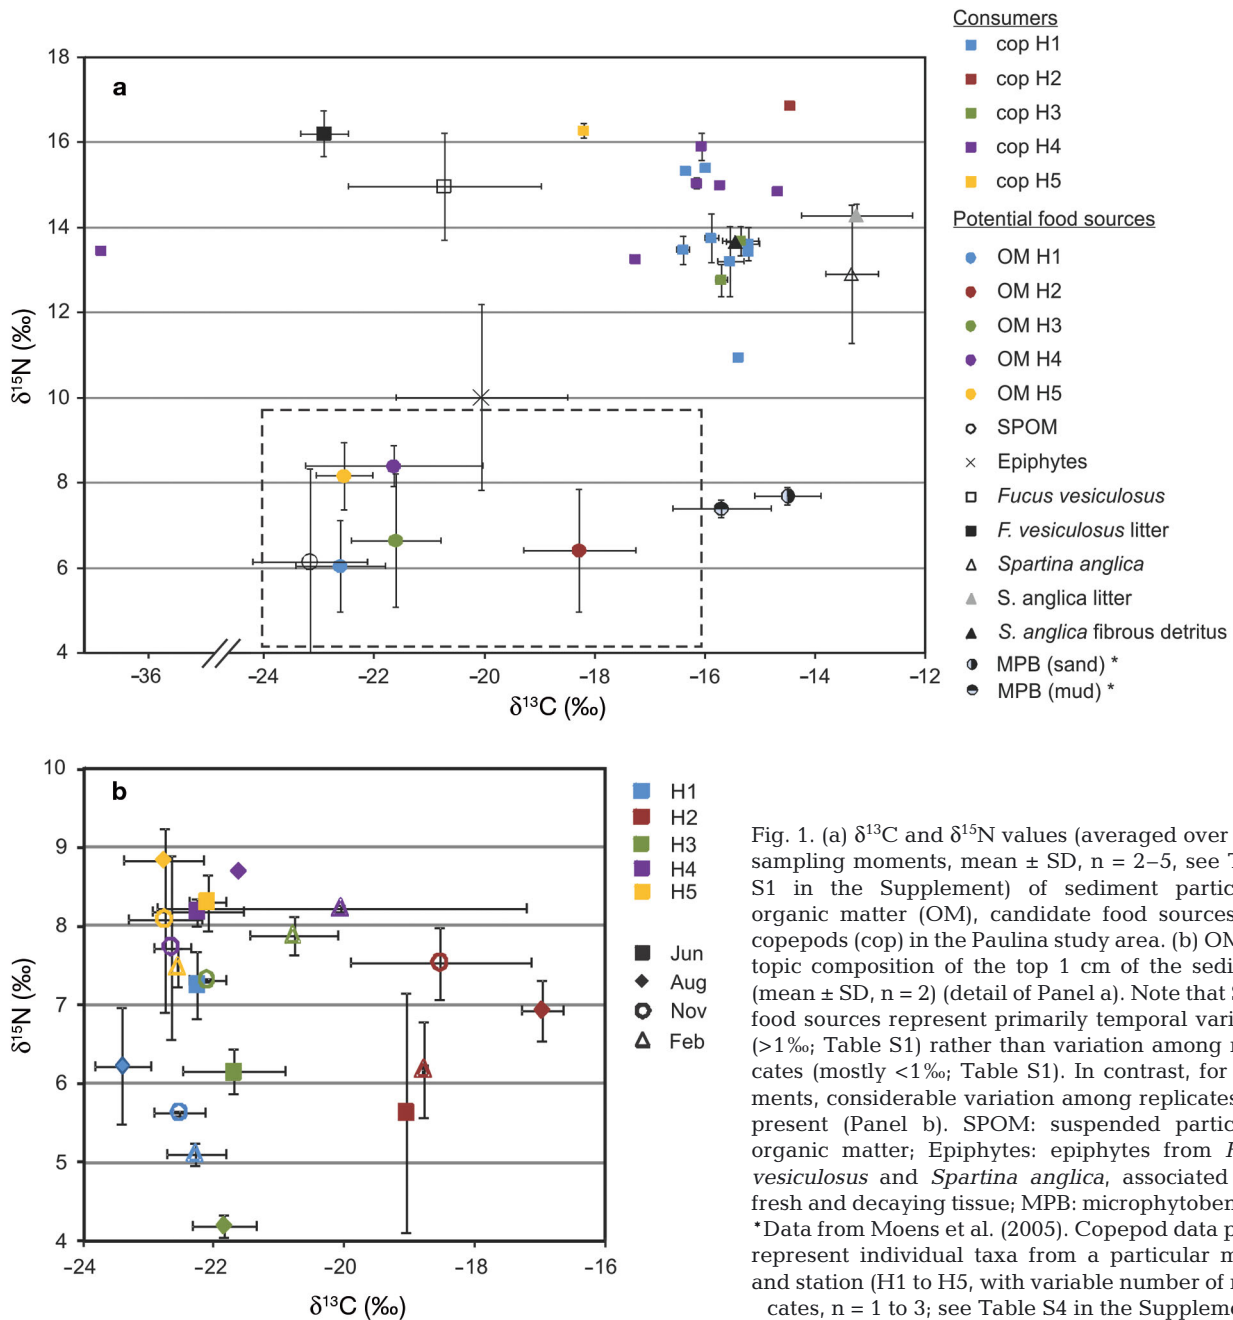 Consumers
cop H1
cop H2
cop H3
cop H4
cop H5
Potential food sources
OM H1
OM H2
OM H3
OM H4
OM H5
SPOM
Epiphytes
Fucus vesiculosus
F. vesiculosus litter
Spartina anglica
S. anglica litter
S. anglica fibrous detritus
MPB (sand) *
MPB (mud) *
a
18
16
14
12
10
8
6
4
δ15N (‰)
–36
–24
–22
–20
–18
–16
–14
–12
δ13C (‰)
b
10
9
8
7
6
5
4
δ15N (‰)
–24
–22
–20
–18
–16
δ13C (‰)
H1
H2
H3
H4
H5
Jun
Aug
Nov
Feb
Fig. 1. (a) δ13C and δ15N values (averaged over
sampling moments, mean ± SD, n = 2–5, see
S1 in the Supplement) of sediment partic
organic matter (OM), candidate food sources
copepods (cop) in the Paulina study area. (b) OM
topic composition of the top 1 cm of the sedi
(mean ± SD, n = 2) (detail of Panel a). Note that
food sources represent primarily temporal vari
(>1‰; Table S1) rather than variation among r
cates (mostly <1‰; Table S1). In contrast, for
ments, considerable variation among replicates
present (Panel b). SPOM: suspended partic
organic matter; Epiphytes: epiphytes from
vesiculosus and Spartina anglica, associated
fresh and decaying tissue; MPB: microphytoben
*Data from Moens et al. (2005). Copepod data p
represent individual taxa from a particular m
and station (H1 to H5, with variable number of r
cates, n = 1 to 3; see Table S4 in the Suppleme